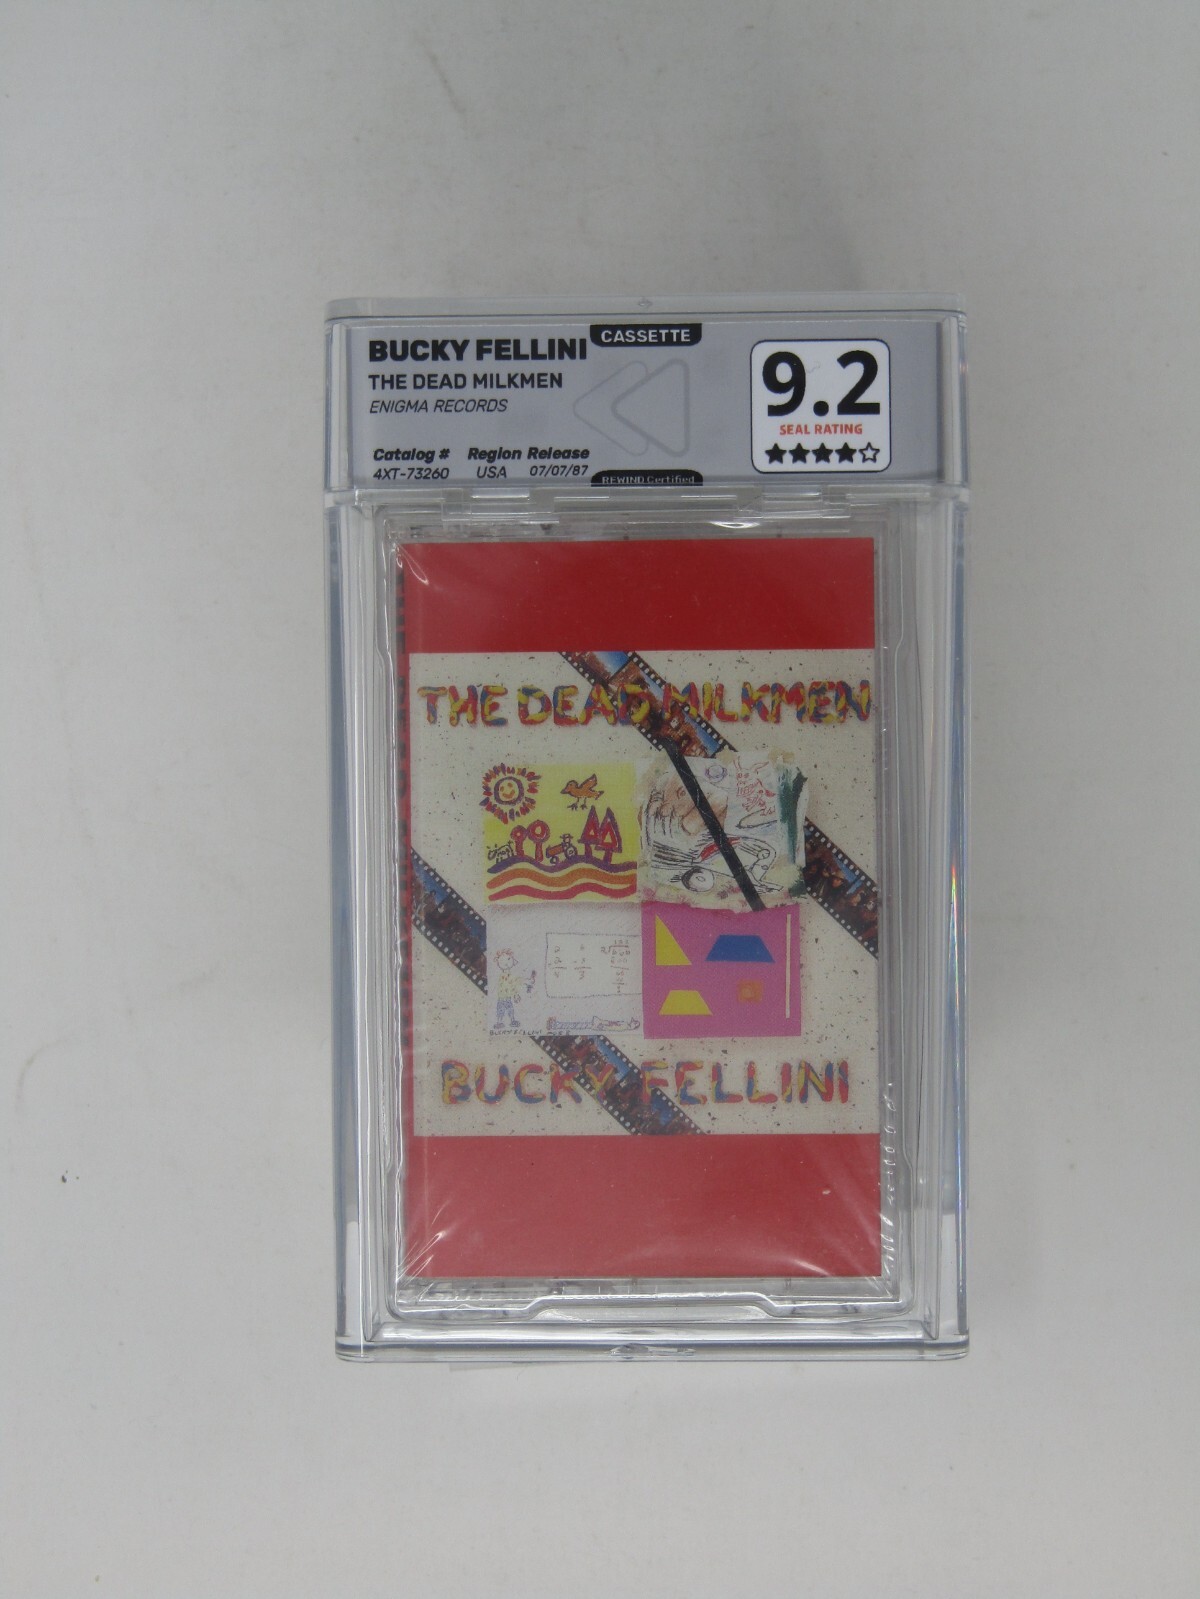 CASSETTE
BUCKY FELLINI
THE DEAD MILKMEN
ENIGMA RECORDS
9.2
SEAL RATING
Catalog # Region Release
4XT-73260 USA 07/07/87
REWIND Certified
THE DEAD MILKMEN
BUCKY FELLINI